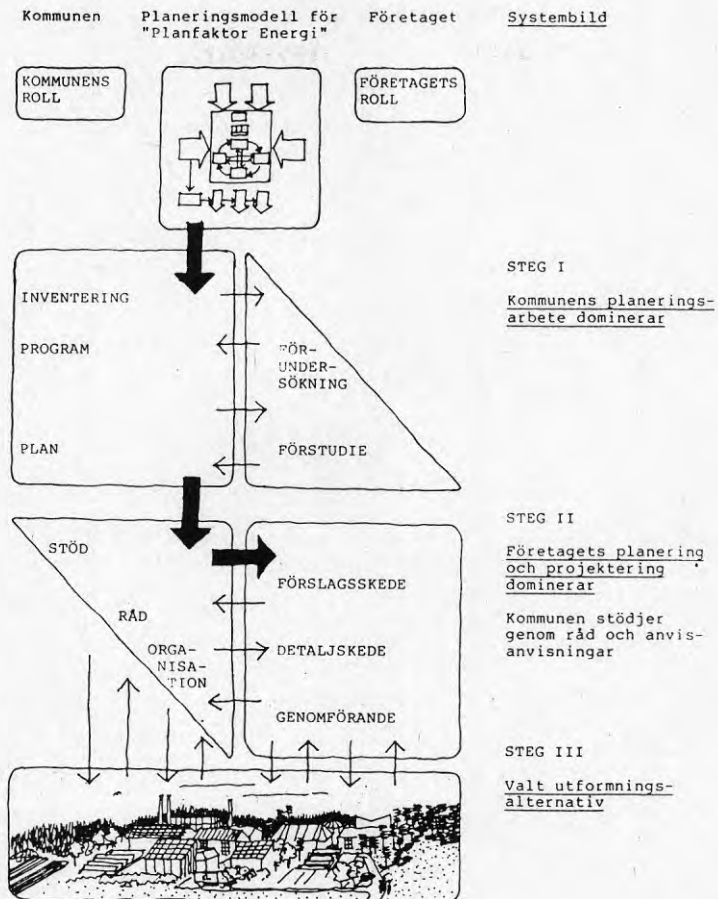 Kommunen
Planeringsmodell för
"Planfaktor Energi"
Företaget
Systembild
KOMMUNENS
ROLL
FÖRETAGETS
ROLL
INVENTERING
PROGRAM
PLAN
FÖR-
UNDER-
SÖKNING
FÖRSTUDIE
STEG I
Kommunens planerings-
arbete dominerar
STÖD
RÅD
ORGA-
NISA-
TION
FÖRSLAGSSKEDE
DETALJSKEDE
GENOMFÖRANDE
STEG II
Företagets planering
och projektering
dominerar
Kommunen stödjer
genom råd och anvis-
anvisningar
STEG III
Valt utformnings-
alternativ